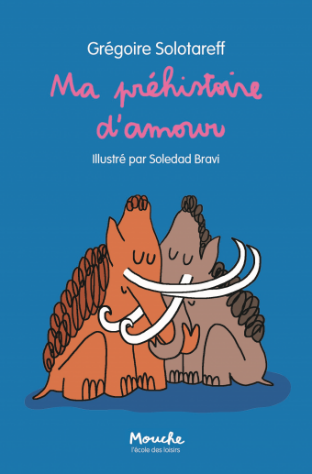 Grégoire Solotareff
Ma préhistoire
d'amour
Illustré par Soledad Bravi
Mouche
l'école des loisirs